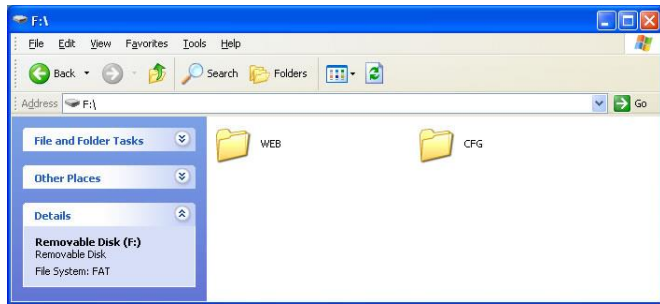 F:\
File Edit View Favorites Tools Help
Back Search Folders
Address F:\ Go
File and Folder Tasks
WEB CFG
Other Places
Details
Removable Disk (F:)
Removable Disk
File System: FAT